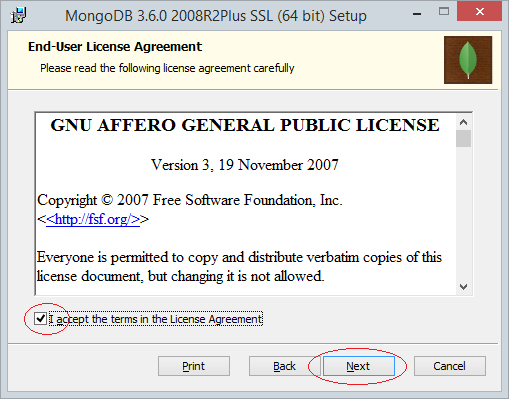 MongoDB 3.6.0 2008R2Plus SSL (64 bit) Setup
End-User License Agreement
Please read the following license agreement carefully
GNU AFFERO GENERAL PUBLIC LICENSE
Version 3, 19 November 2007
Copyright © 2007 Free Software Foundation, Inc.
<<http://fsf.org/>>
Everyone is permitted to copy and distribute verbatim copies of this
license document, but changing it is not allowed.
I accept the terms in the License Agreement
Print Back Next Cancel